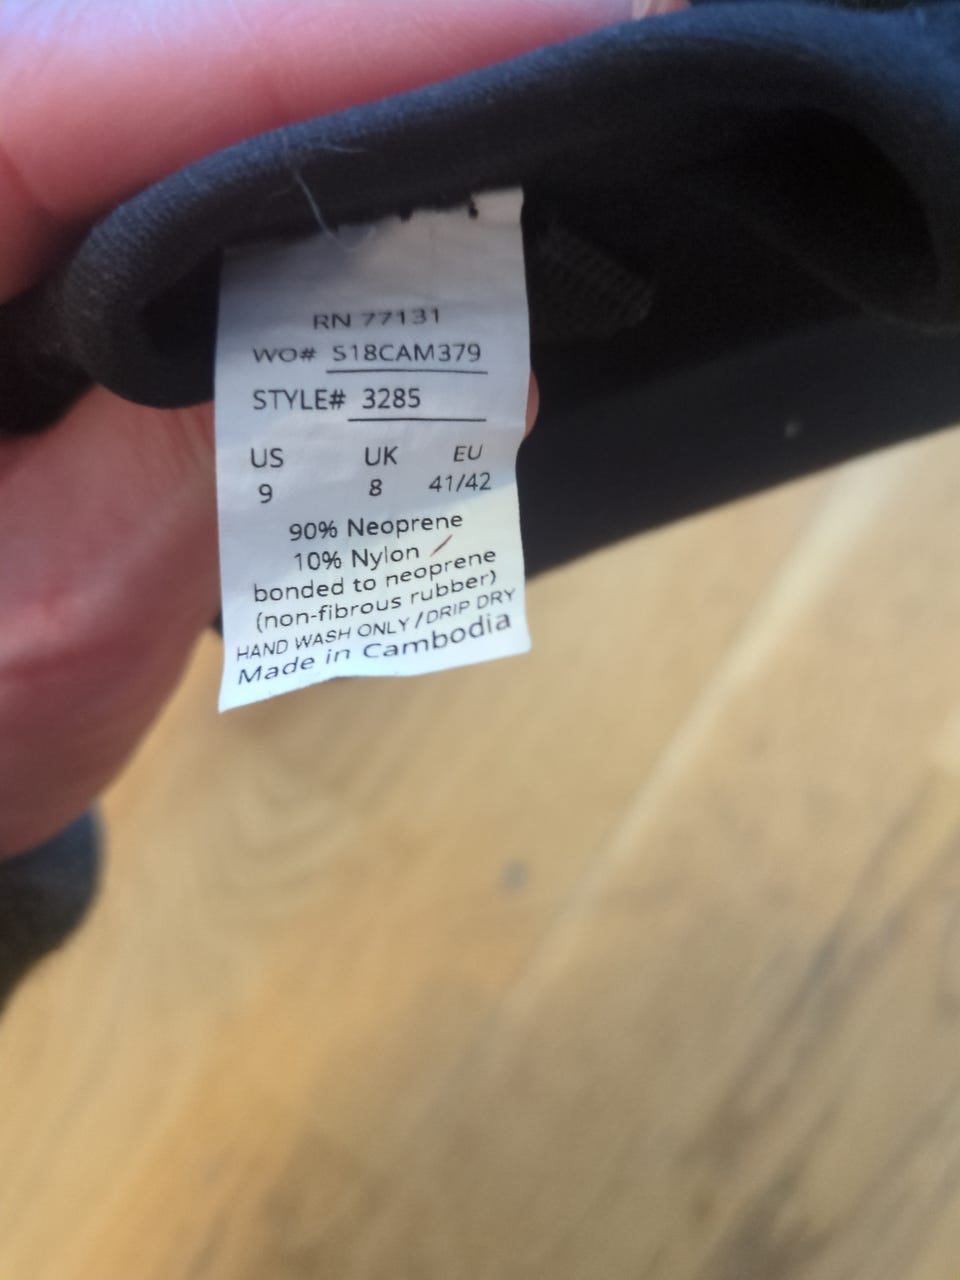 RN 77131
WO# S18CAM379
STYLE# 3285
US UK EU
9 8 41/42
90% Neoprene
10% Nylon
bonded to neoprene
(non-fibrous rubber)
HAND WASH ONLY/DRIP DRY
Made in Cambodia